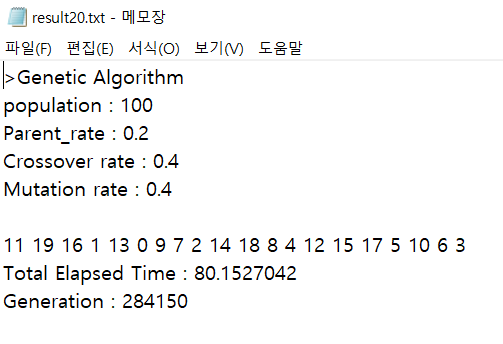 result20.txt - 메모장
파일(F) 편집(E) 서식(O) 보기(V) 도움말
>Genetic Algorithm
population : 100
Parent_rate : 0.2
Crossover rate : 0.4
Mutation rate : 0.4
11 19 16 1 13 0 9 7 2 14 18 8 4 12 15 17 5 10 6 3
Total Elapsed Time : 80.1527042
Generation : 284150